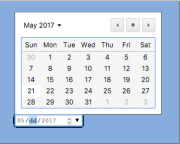 May 2017
Sun Mon Tue Wed Thu Fri Sat
30 1 2 3 4 5 6
7 8 9 10 11 12 13
14 15 16 17 18 19 20
21 22 23 24 25 26 27
28 29 30 31 1 2 3
05/dd/2017